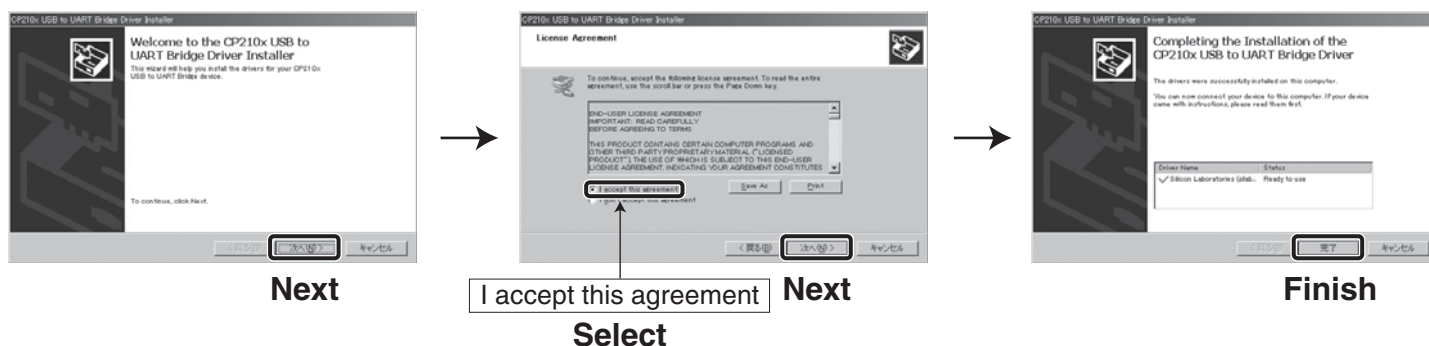 CP210x USB to UART Bridge Driver Installer
Welcome to the CP210x USB to
UART Bridge Driver Installer
This wizard will help you install the drivers for your CP210x
USB to UART Bridge device.
To continue, click Next.
次へ(N) >
キャンセル
Next
CP210x USB to UART Bridge Driver Installer
License Agreement
To continue, accept the following license agreement. To read the entire
agreement, use the scroll bar or press the Page Down key.
END-USER LICENSE AGREEMENT
IMPORTANT: READ CAREFULLY
BEFORE AGREEING TO TERMS
THIS PRODUCT CONTAINS CERTAIN COMPUTER PROGRAMS AND
OTHER THIRD PARTY PROPRIETARY MATERIAL ("LICENSED
PRODUCT"), THE USE OF WHICH IS SUBJECT TO THIS END-USER
LICENSE AGREEMENT. INDICATING YOUR AGREEMENT CONSTITUTES
I accept this agreement
Save As
Print
I don't accept this agreement
< 戻る(B)
次へ(N) >
キャンセル
I accept this agreement
Select
Next
CP210x USB to UART Bridge Driver Installer
Completing the Installation of the
CP210x USB to UART Bridge Driver
The drivers were successfully installed on this computer.
You can now connect your device to this computer. If your device
came with instructions, please read them first.
Driver Name
Status
Silicon Laboratories (silab...
Ready to use
完了
キャンセル
Finish